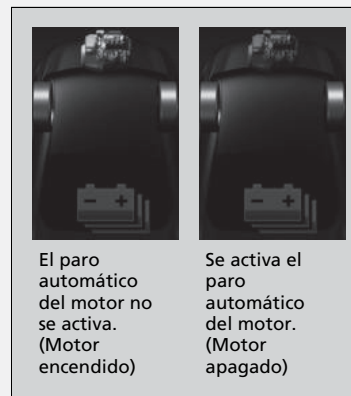 El paro
automático
del motor no
se activa.
(Motor
encendido)
Se activa el
paro
automático
del motor.
(Motor
apagado)